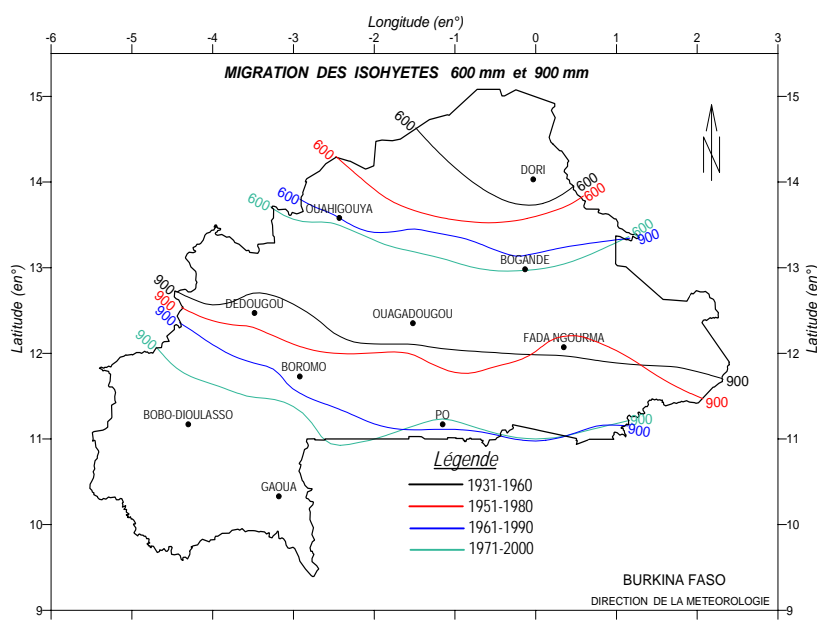 Longitude (en°)
-6 -5 -4 -3 -2 -1 0 1 2 3
MIGRATION DES ISOHYETES 600 mm et 900 mm
15 15
600
600
N
DORI
14 14
600
600
600
600
OUAHIGOUYA
600
900
13 13
BOGANDE
Latitude (en°)
Latitude (en°)
900
900
900
900
DEDOUGOU
OUAGADOUGOU
FADA NGOURMA
12 12
BOROMO
900
900
BOBO-DIOULASSO
PO
900
900
11 11
Légende
GAOUA
1931-1960
1951-1980
10 10
1961-1990
1971-2000
BURKINA FASO
DIRECTION DE LA METEOROLOGIE
9 9